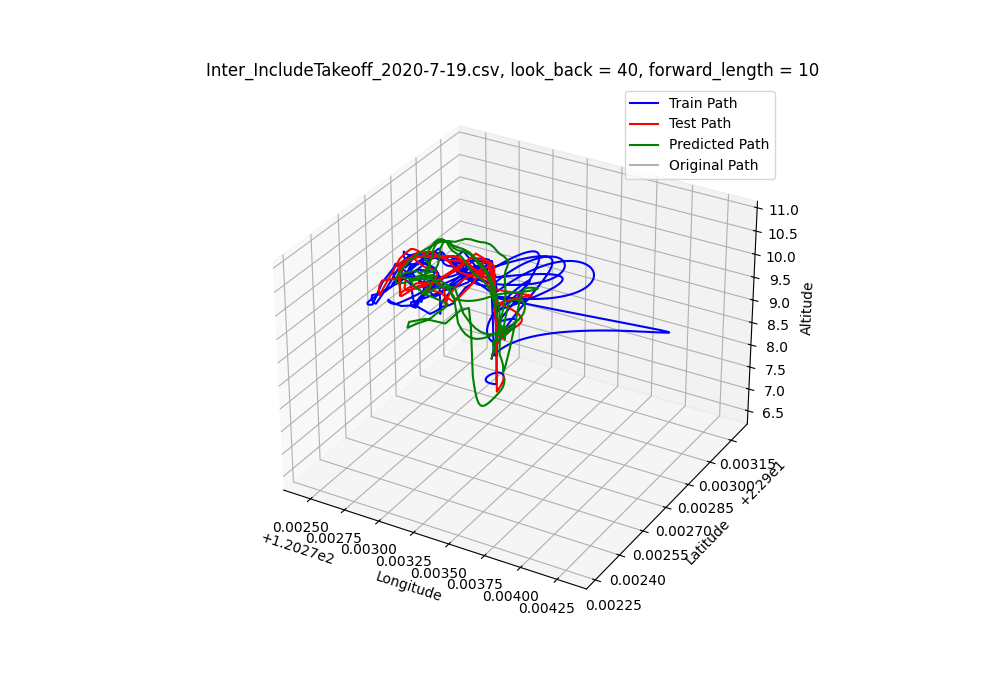 Inter_IncludeTakeoff_2020-7-19.csv, look_back = 40, forward_length = 10
Train Path
Test Path
Predicted Path
Original Path
11.0
10.5
10.0
9.5
9.0
8.5
8.0
7.5
7.0
6.5
Altitude
0.00315
0.00300
0.00285
0.00270
0.00255
0.00240
0.00225
+2.29e1
Latitude
0.00250
0.00275
0.00300
0.00325
0.00350
0.00375
0.00400
0.00425
+1.2027e2
Longitude